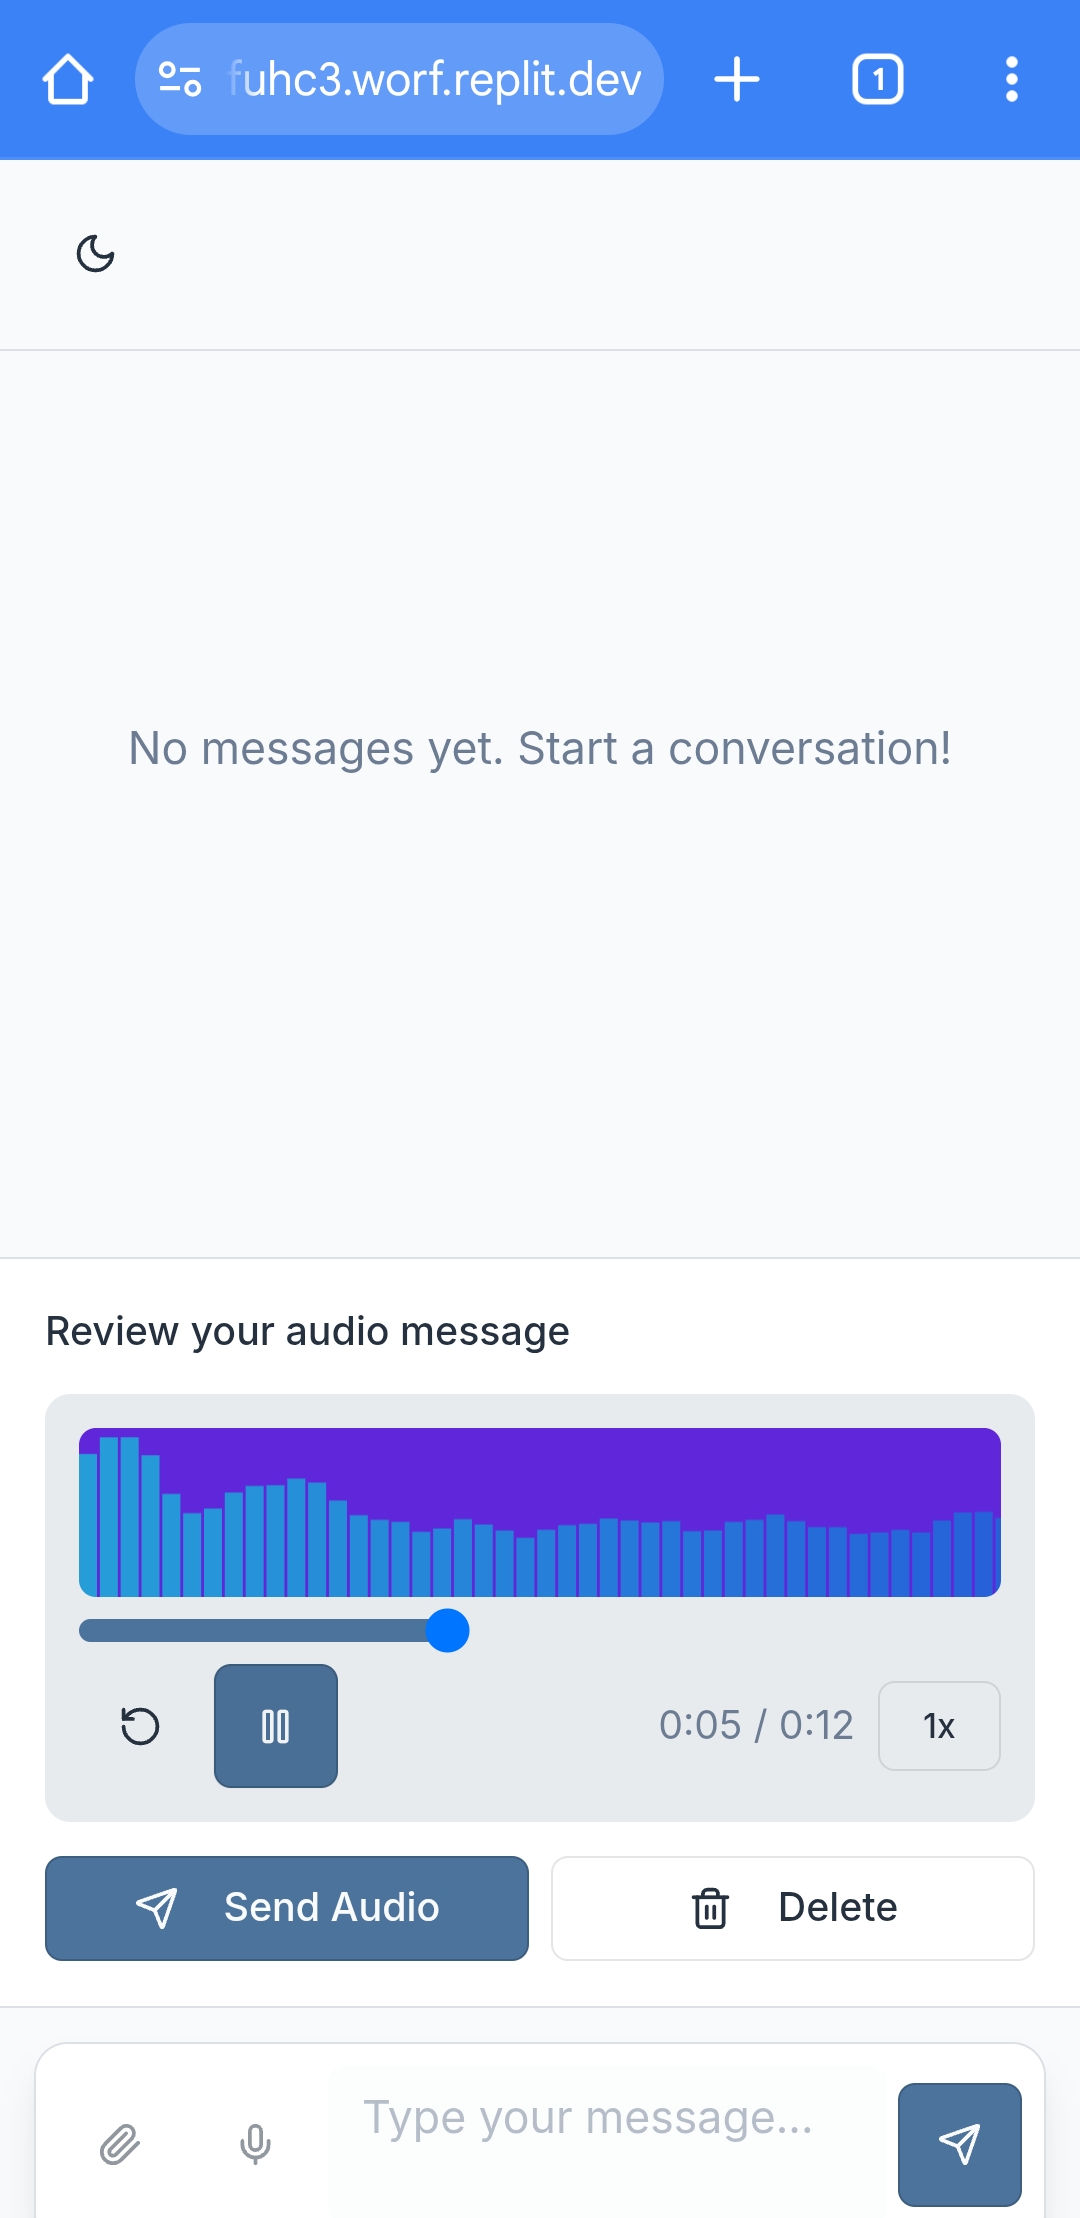 fuhc3.worf.replit.dev
1
No messages yet. Start a conversation!
Review your audio message
0:05 / 0:12
1x
Send Audio
Delete
Type your message...